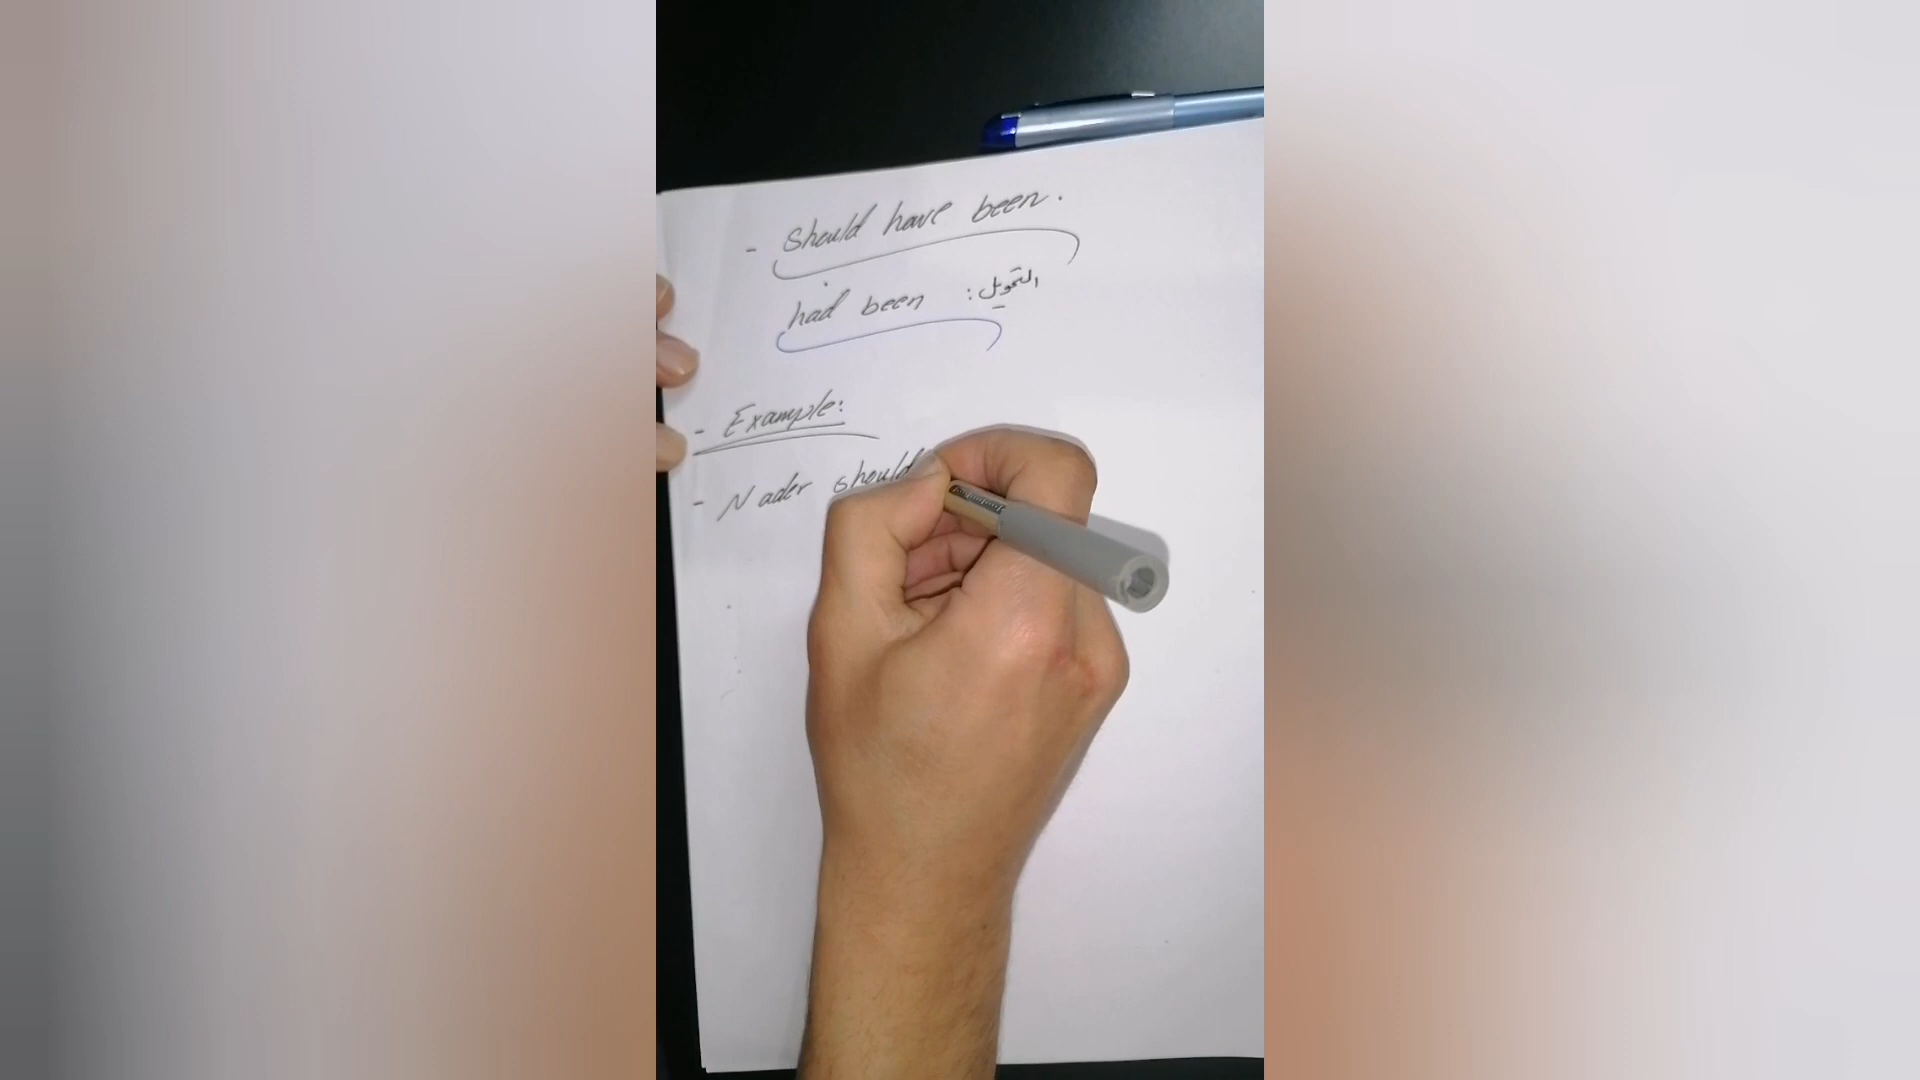 - Should have been.
had been : التحويل
- Example:
- Nader should